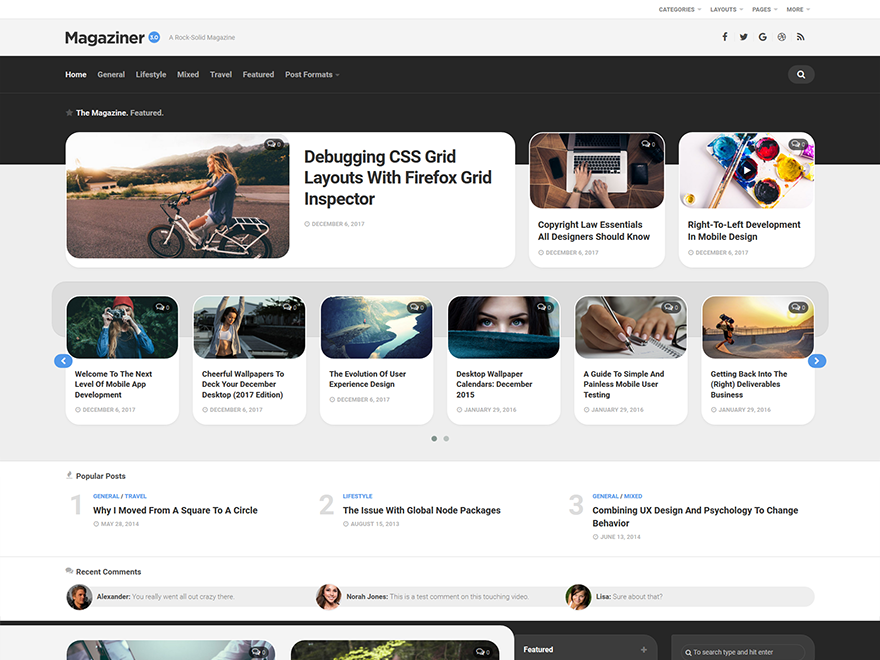 CATEGORIES LAYOUTS PAGES MORE
Magaziner 3.0 A Rock-Solid Magazine
Home General Lifestyle Mixed Travel Featured Post Formats
The Magazine. Featured.
0
Debugging CSS Grid
Layouts With Firefox Grid
Inspector
DECEMBER 6, 2017
0
Copyright Law Essentials
All Designers Should Know
DECEMBER 6, 2017
0
Right-To-Left Development
In Mobile Design
DECEMBER 6, 2017
Welcome To The Next
Level Of Mobile App
Development
DECEMBER 6, 2017
0
Cheerful Wallpapers To
Deck Your December
Desktop (2017 Edition)
DECEMBER 6, 2017
0
The Evolution Of User
Experience Design
DECEMBER 6, 2017
0
Desktop Wallpaper
Calendars: December
2015
JANUARY 29, 2016
0
A Guide To Simple And
Painless Mobile User
Testing
JANUARY 29, 2016
0
Getting Back Into The
(Right) Deliverables
Business
JANUARY 29, 2016
0
Popular Posts
1
GENERAL / TRAVEL
Why I Moved From A Square To A Circle
MAY 28, 2014
2
LIFESTYLE
The Issue With Global Node Packages
AUGUST 15, 2013
3
GENERAL / MIXED
Combining UX Design And Psychology To Change
Behavior
JUNE 13, 2014
Recent Comments
Alexander: You really went all out crazy there.
Norah Jones: This is a test comment on this touching video.
Lisa: Sure about that?
0
0
Featured +
To search type and hit enter